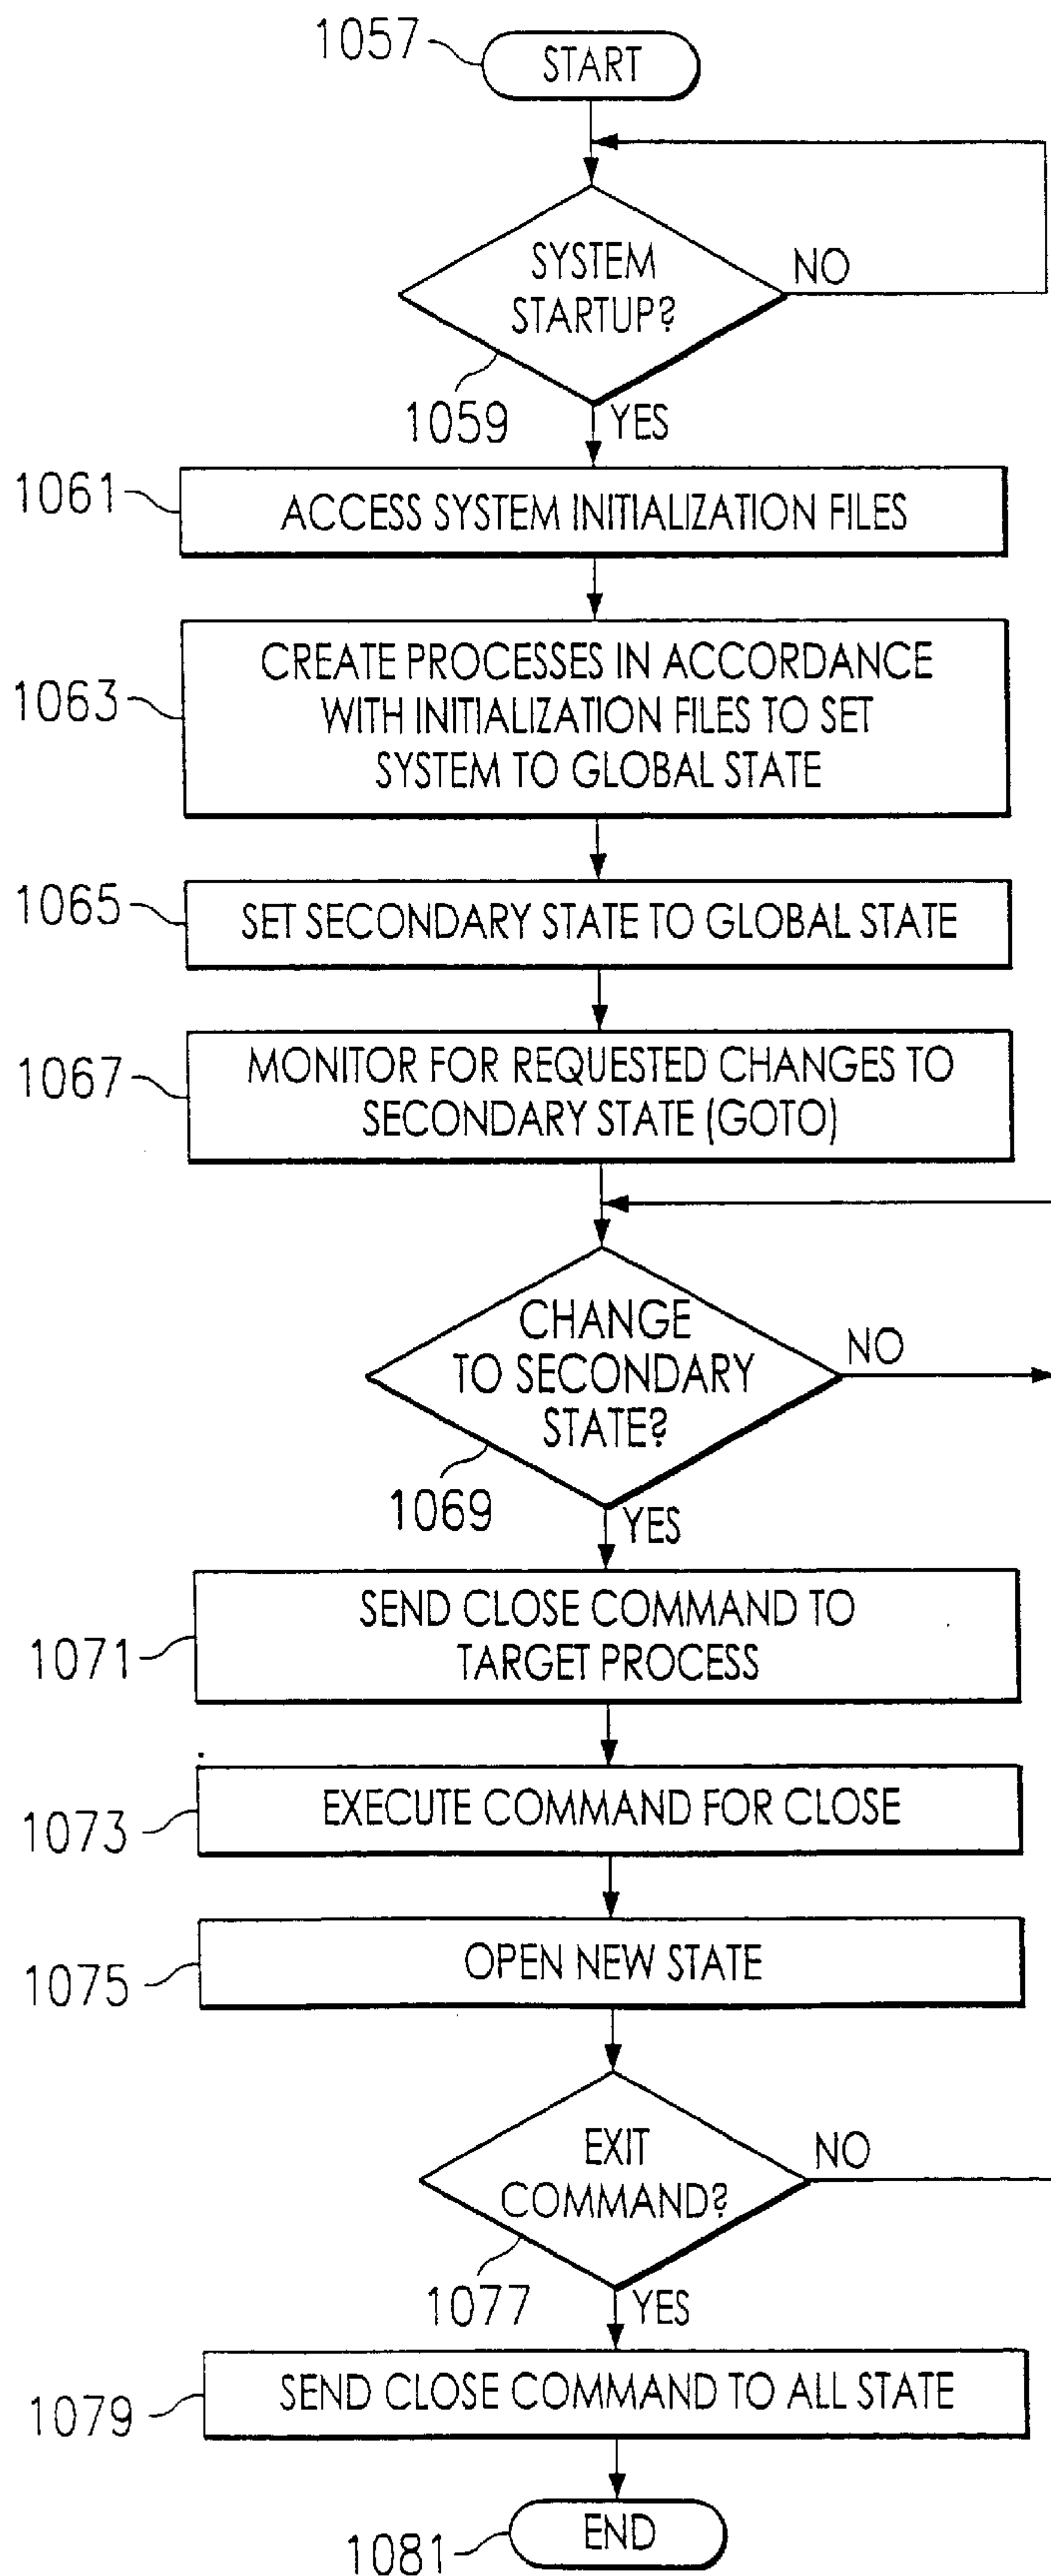 1057
START
SYSTEM
STARTUP?
NO
1059
YES
1061
ACCESS SYSTEM INITIALIZATION FILES
1063
CREATE PROCESSES IN ACCORDANCE
WITH INITIALIZATION FILES TO SET
SYSTEM TO GLOBAL STATE
1065
SET SECONDARY STATE TO GLOBAL STATE
1067
MONITOR FOR REQUESTED CHANGES TO
SECONDARY STATE (GOTO)
CHANGE
TO SECONDARY
STATE?
NO
1069
YES
1071
SEND CLOSE COMMAND TO
TARGET PROCESS
1073
EXECUTE COMMAND FOR CLOSE
1075
OPEN NEW STATE
EXIT
COMMAND?
NO
1077
YES
1079
SEND CLOSE COMMAND TO ALL STATE
1081
END